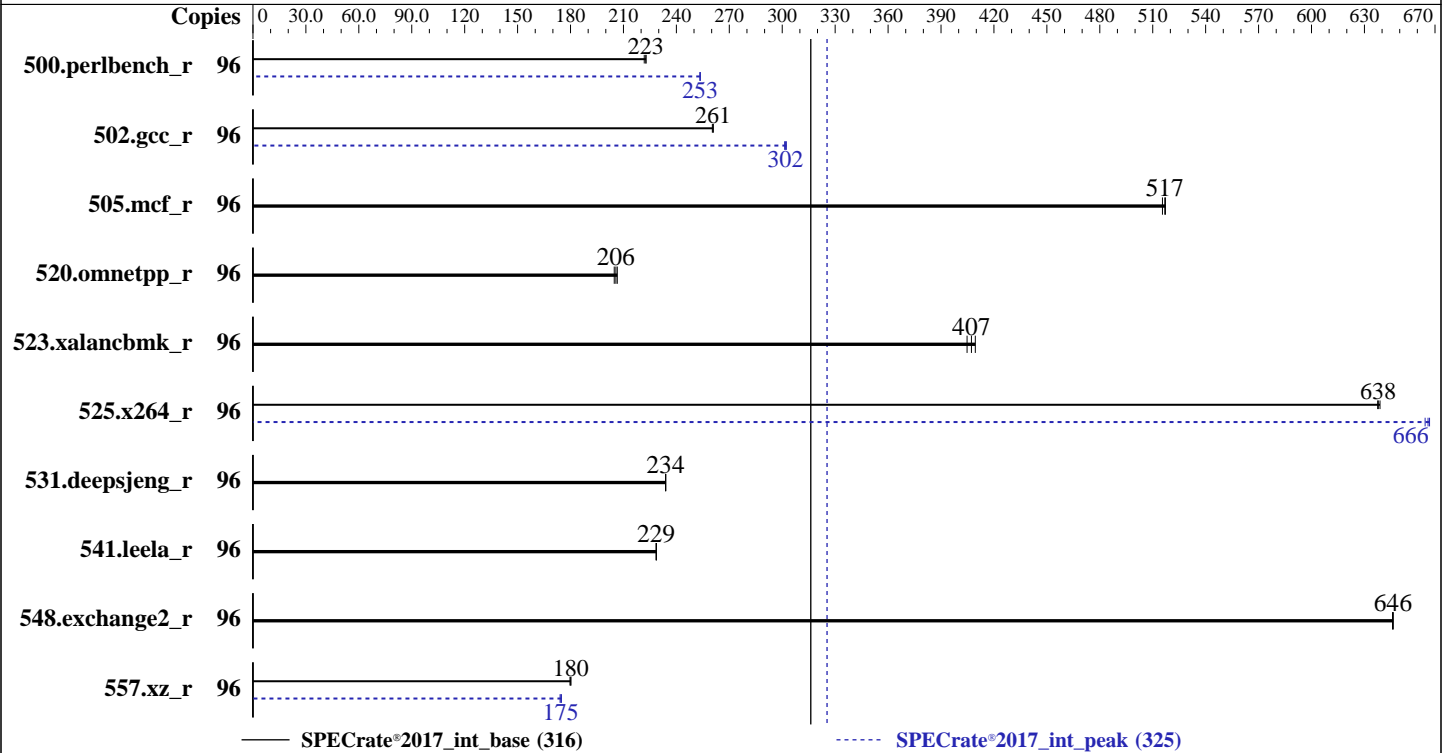 Copies 0 30.0 60.0 90.0 120 150 180 210 240 270 300 330 360 390 420 450 480 510 540 570 600 630 670
500.perlbench_r 96 223
253
502.gcc_r 96 261
302
505.mcf_r 96 517
520.omnetpp_r 96 206
523.xalancbmk_r 96 407
525.x264_r 96 638
666
531.deepsjeng_r 96 234
541.leela_r 96 229
548.exchange2_r 96 646
557.xz_r 96 180
175
SPECrate®2017_int_base (316) SPECrate®2017_int_peak (325)